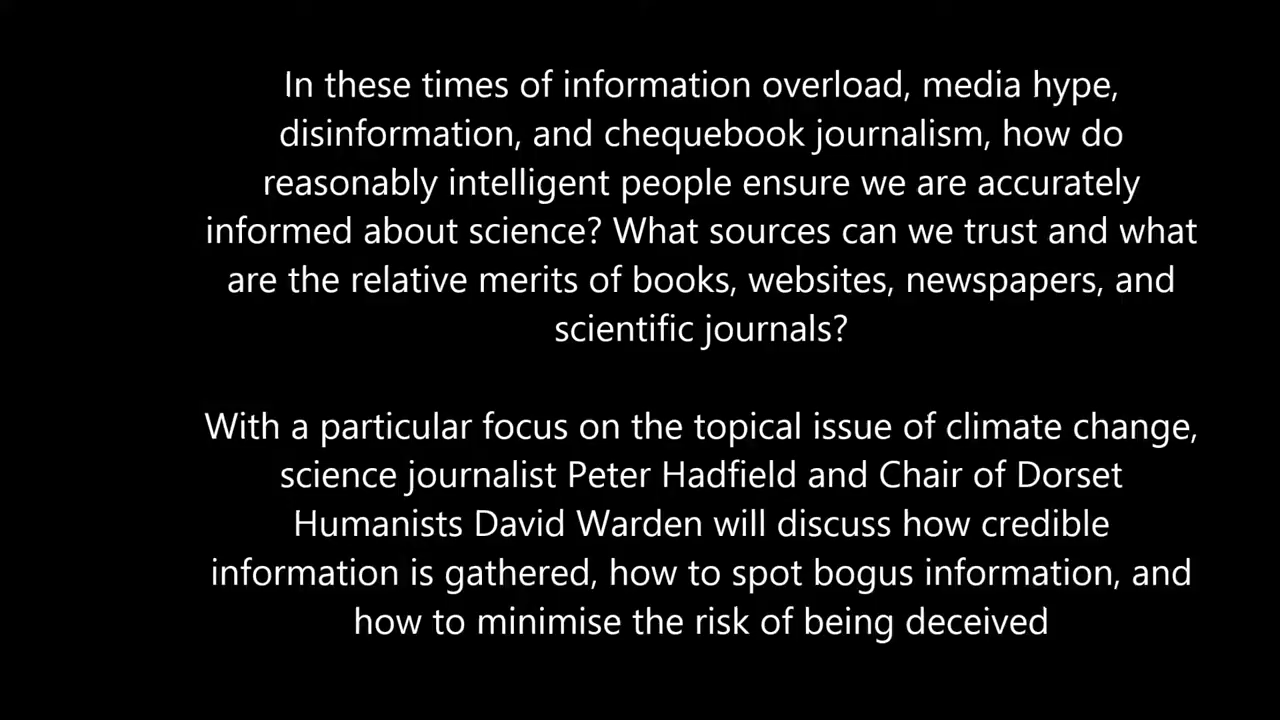 In these times of information overload, media hype,
disinformation, and chequebook journalism, how do
reasonably intelligent people ensure we are accurately
informed about science? What sources can we trust and what
are the relative merits of books, websites, newspapers, and
scientific journals?
With a particular focus on the topical issue of climate change,
science journalist Peter Hadfield and Chair of Dorset
Humanists David Warden will discuss how credible
information is gathered, how to spot bogus information, and
how to minimise the risk of being deceived